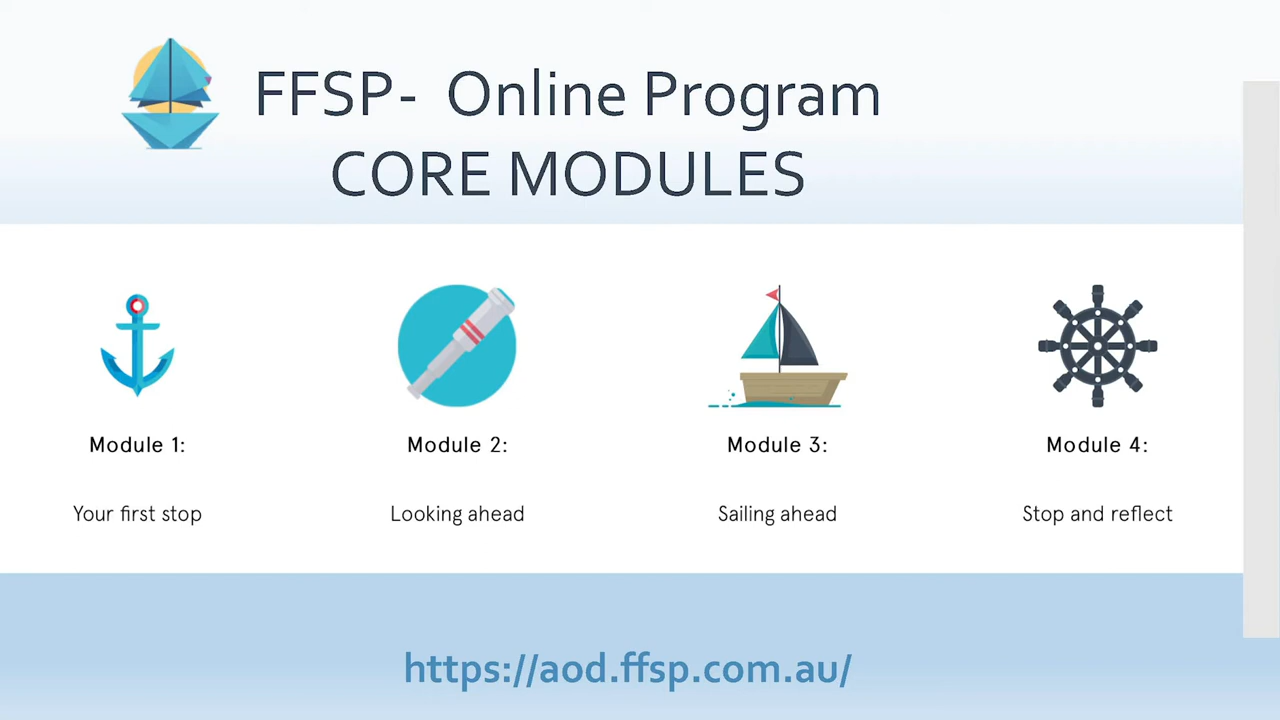 FFSP- Online Program
CORE MODULES
Module 1:
Your first stop
Module 2:
Looking ahead
Module 3:
Sailing ahead
Module 4:
Stop and reflect
https://aod.ffsp.com.au/